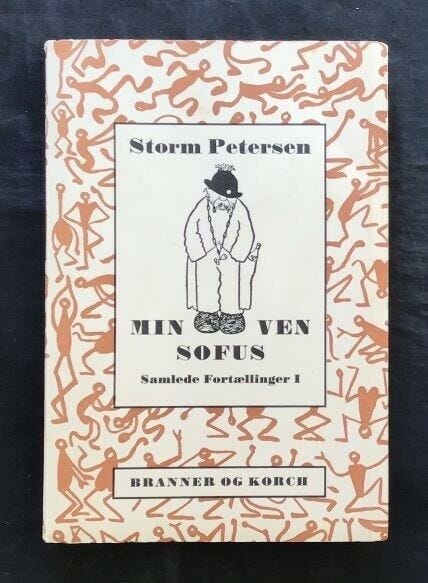 Storm Petersen
MIN VEN
SOFUS
Samlede Fortællinger I
BRANNER OG KORCH